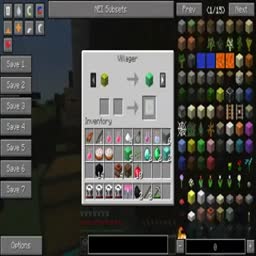 NEI Subsets
Prev (1/15) Next
Villager
Save 1
Save 2
Save 3
Save 4
Save 5
Save 6
Save 7
Inventory
Options
0